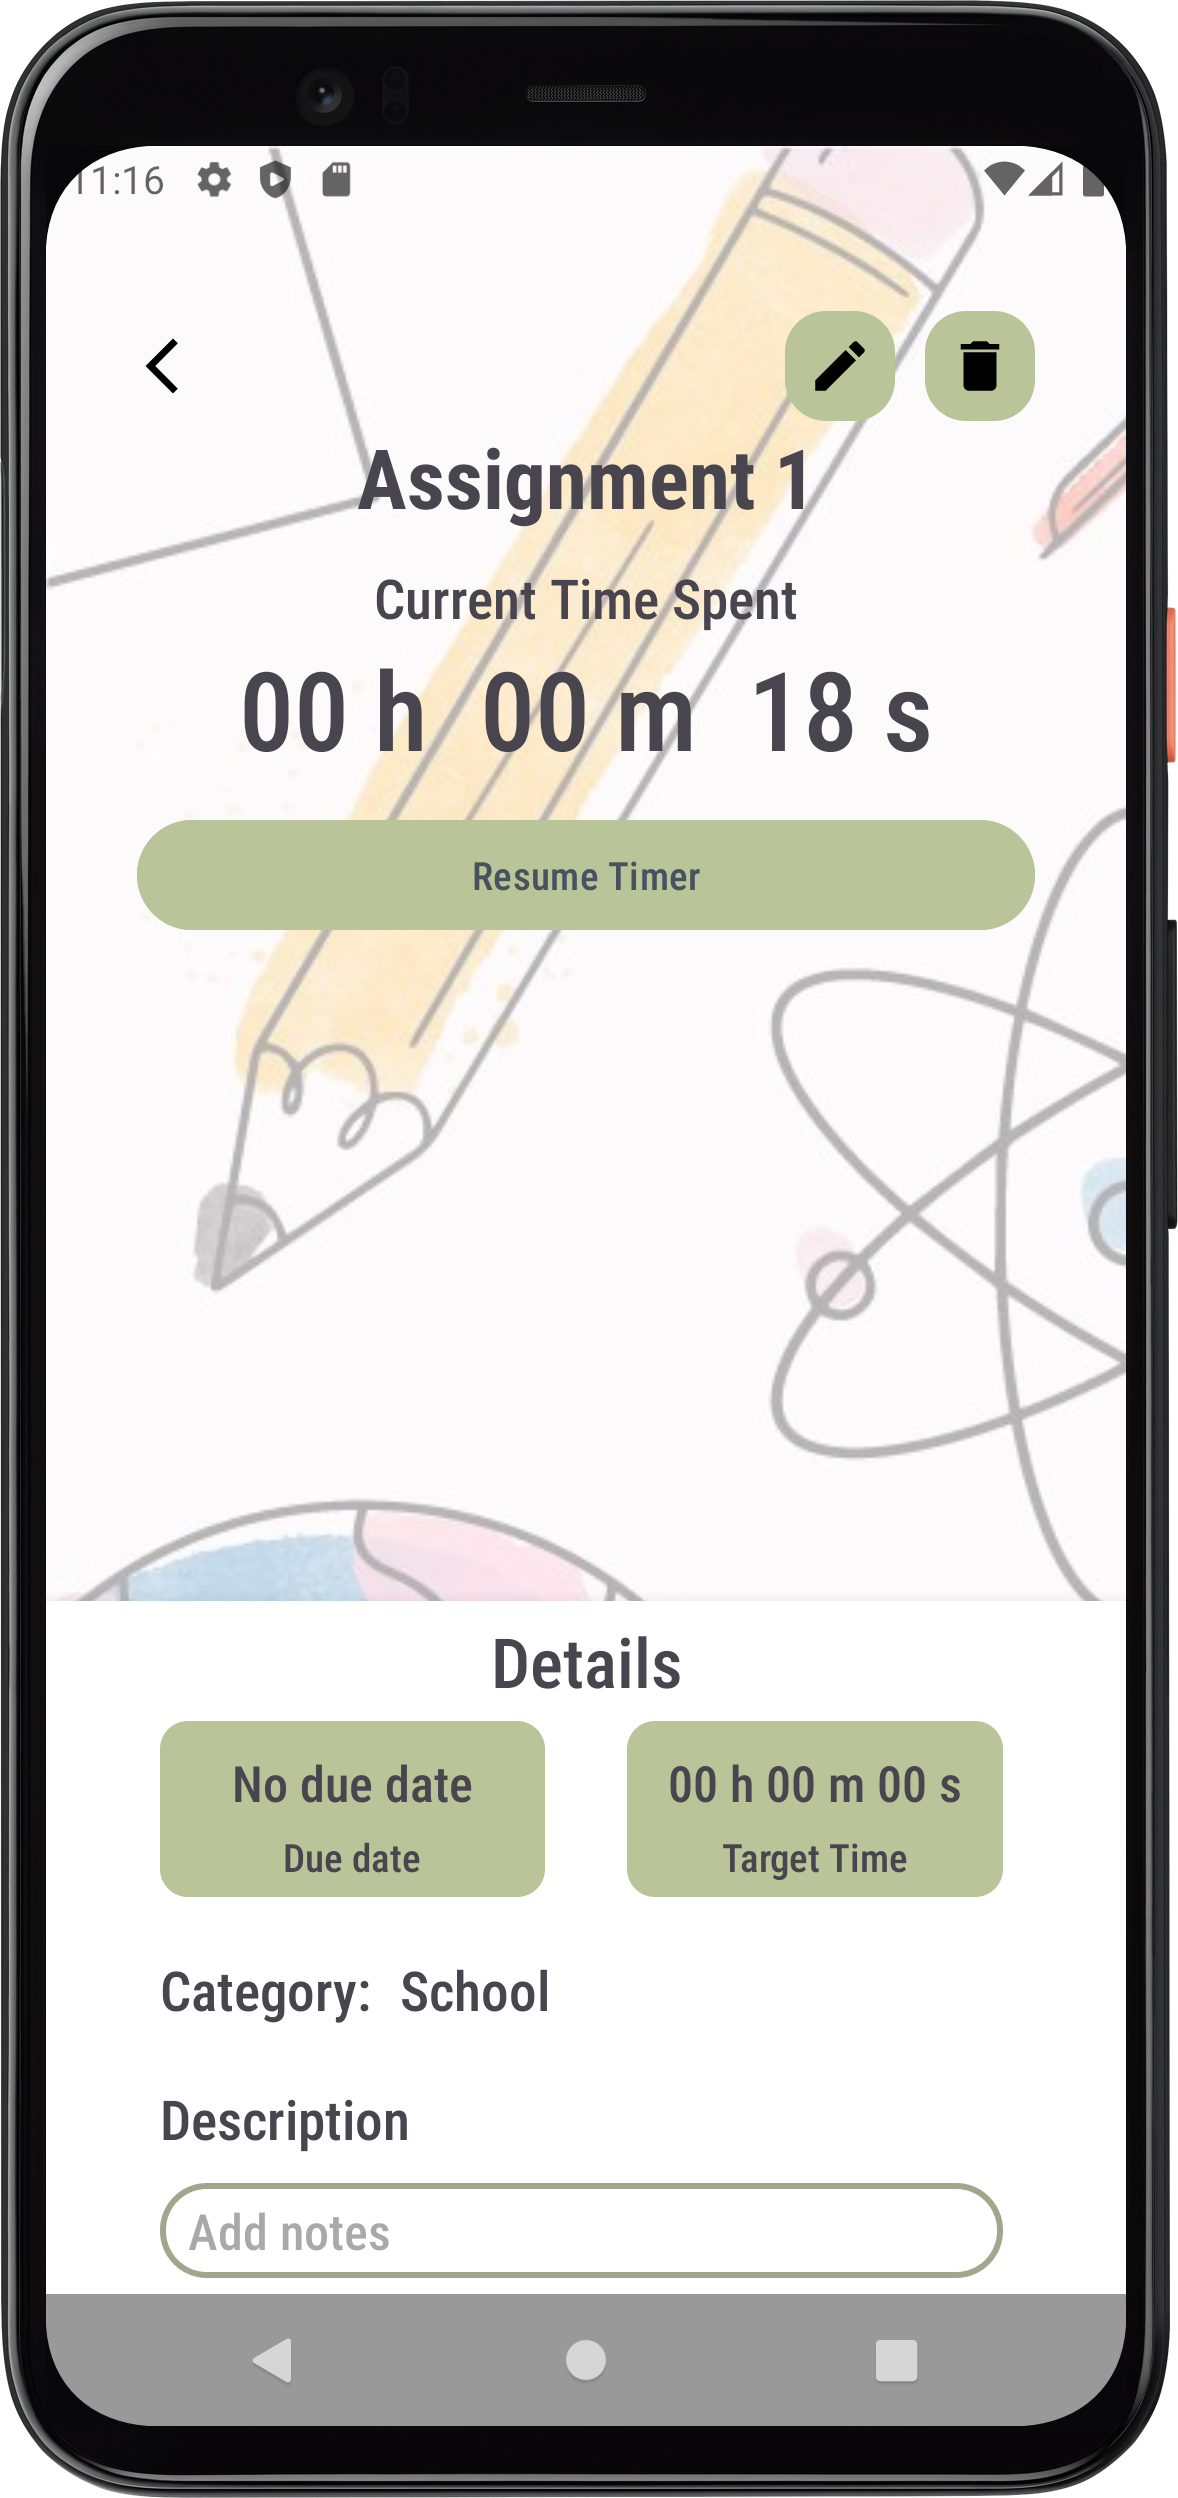 11:16
Assignment 1
Current Time Spent
00 h 00 m 18 s
Resume Timer
Details
No due date
Due date
00 h 00 m 00 s
Target Time
Category: School
Description
Add notes